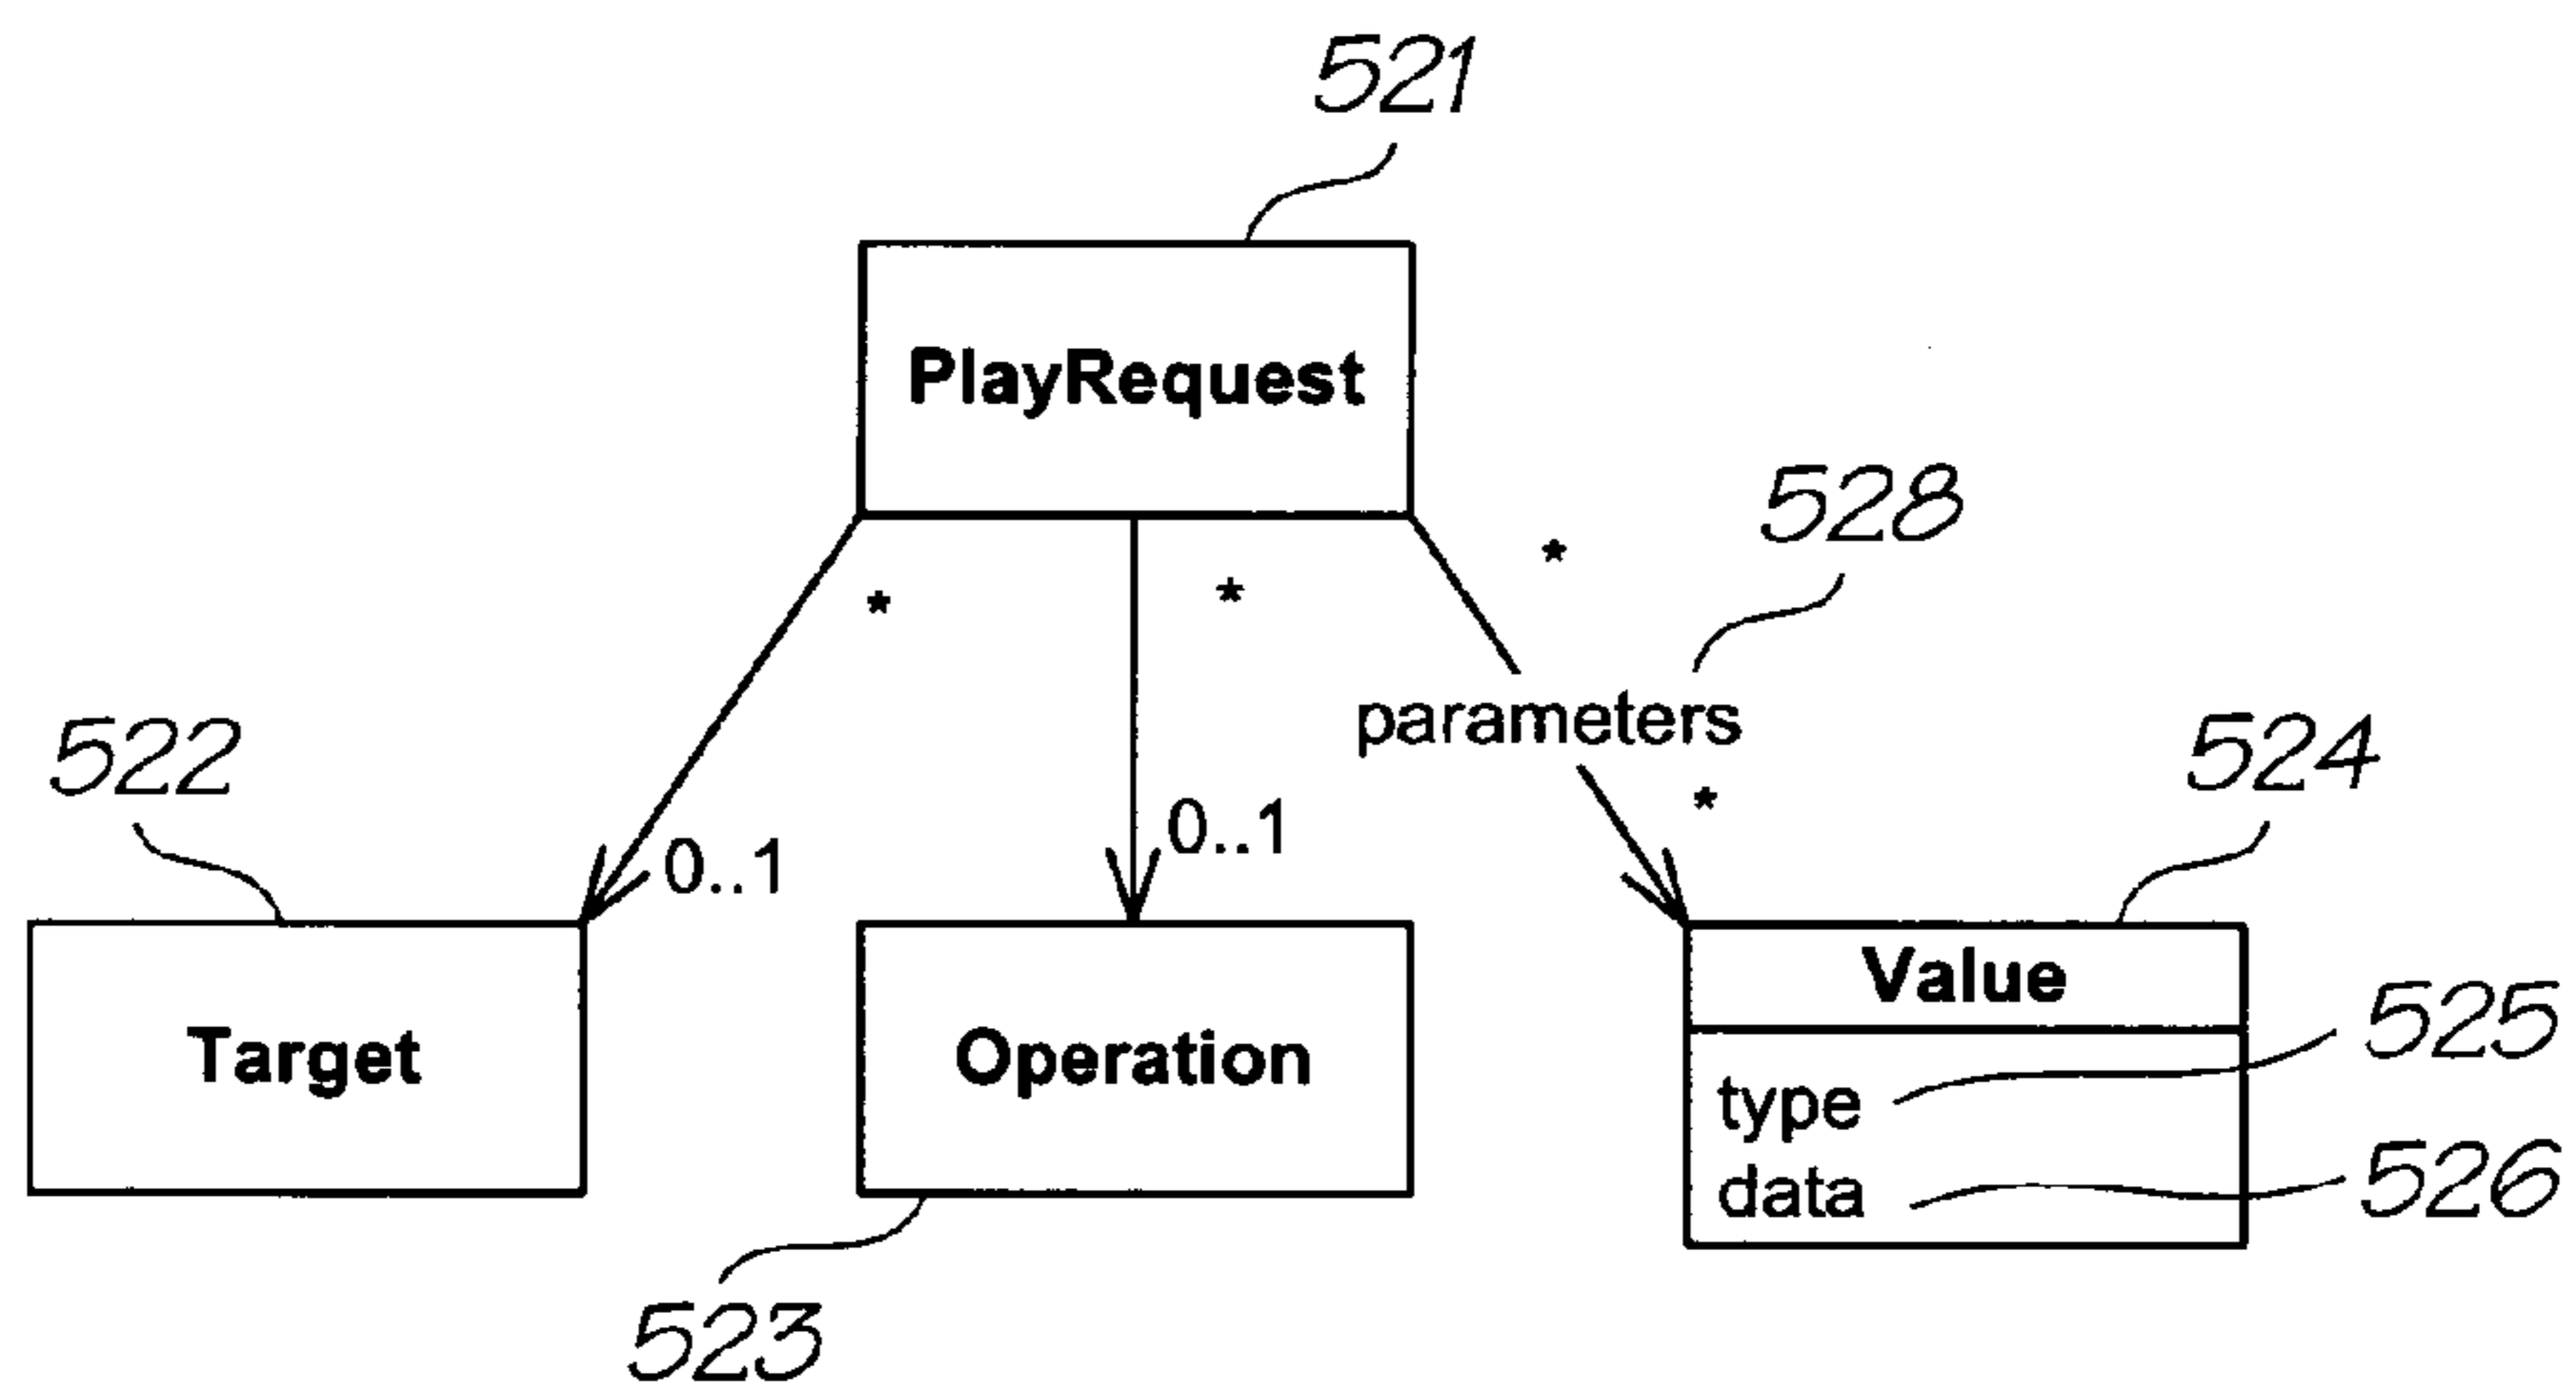 521
PlayRequest
528
*
*
*
parameters
522
524
*
0..1
0..1
Value
525
Target
Operation
type
526
data
523